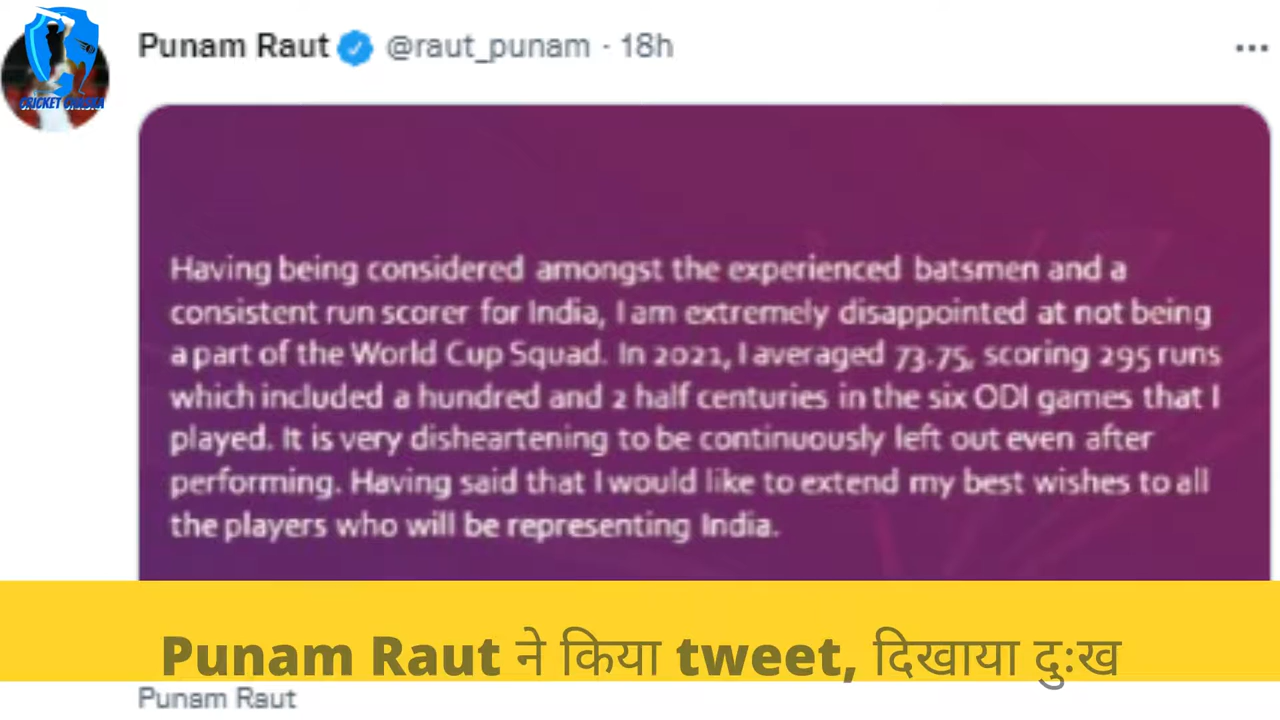 Punam Raut @raut_punam · 18h
CRICKET CHASKA
Having being considered amongst the experienced batsmen and a
consistent run scorer for India, I am extremely disappointed at not being
a part of the World Cup Squad. In 2021, I averaged 73.75, scoring 295 runs
which included a hundred and 2 half centuries in the six ODI games that I
played. It is very disheartening to be continuously left out even after
performing. Having said that I would like to extend my best wishes to all
the players who will be representing India.
Punam Raut ने किया tweet, दिखाया दुःख
Punam Raut